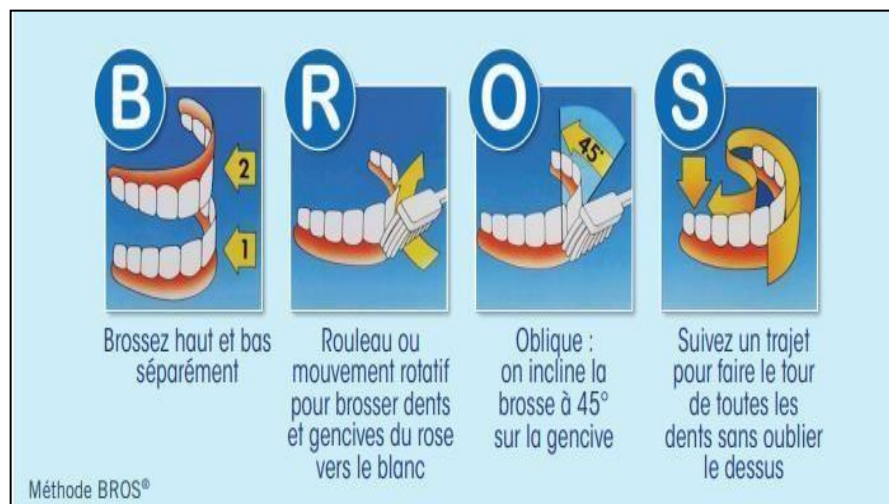 B
2
1
Brossez haut et bas
séparément
R
Rouleau ou
mouvement rotatif
pour brosser dents
et gencives du rose
vers le blanc
O
45°
Oblique :
on incline la
brosse à 45°
sur la gencive
S
Suivez un trajet
pour faire le tour
de toutes les
dents sans oublier
le dessus
Méthode BROS®